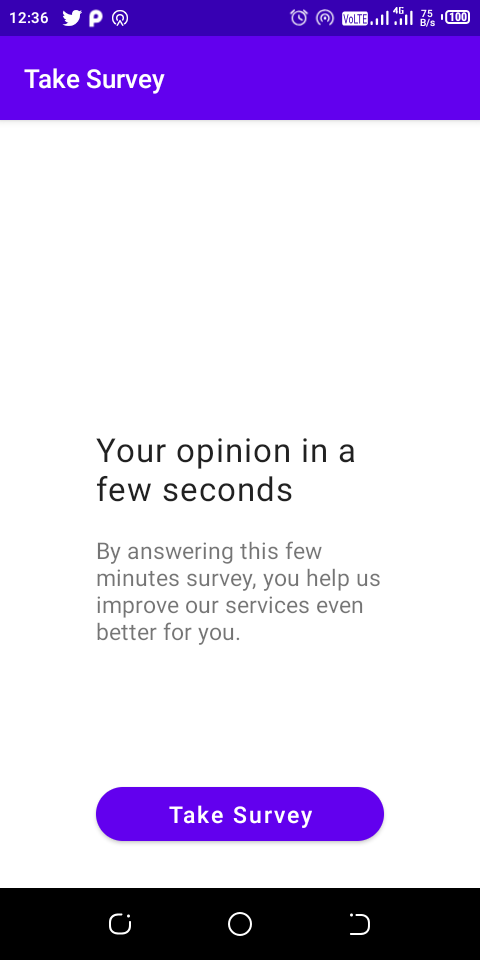 12:36 VoLTE 4G 75 B/s 100
Take Survey
Your opinion in a
few seconds
By answering this few
minutes survey, you help us
improve our services even
better for you.
Take Survey